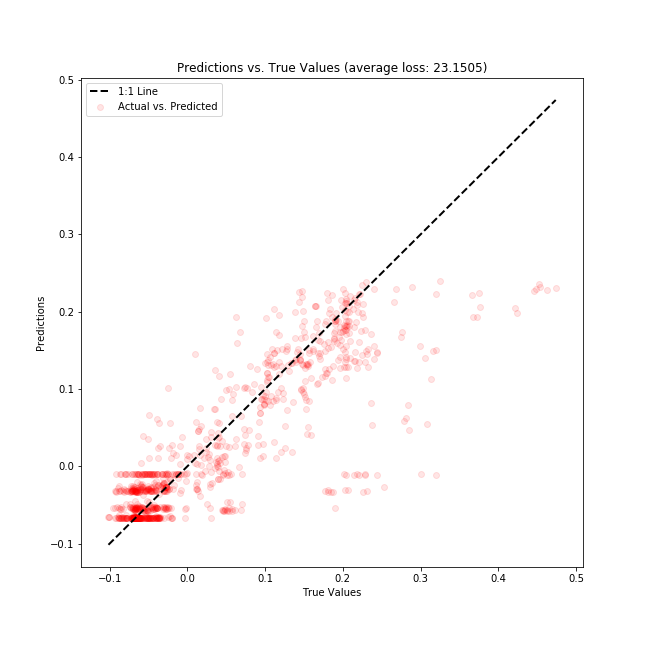 Predictions vs. True Values (average loss: 23.1505)
1:1 Line
Actual vs. Predicted
0.5
0.4
0.3
0.2
0.1
0.0
−0.1
Predictions
−0.1 0.0 0.1 0.2 0.3 0.4 0.5
True Values